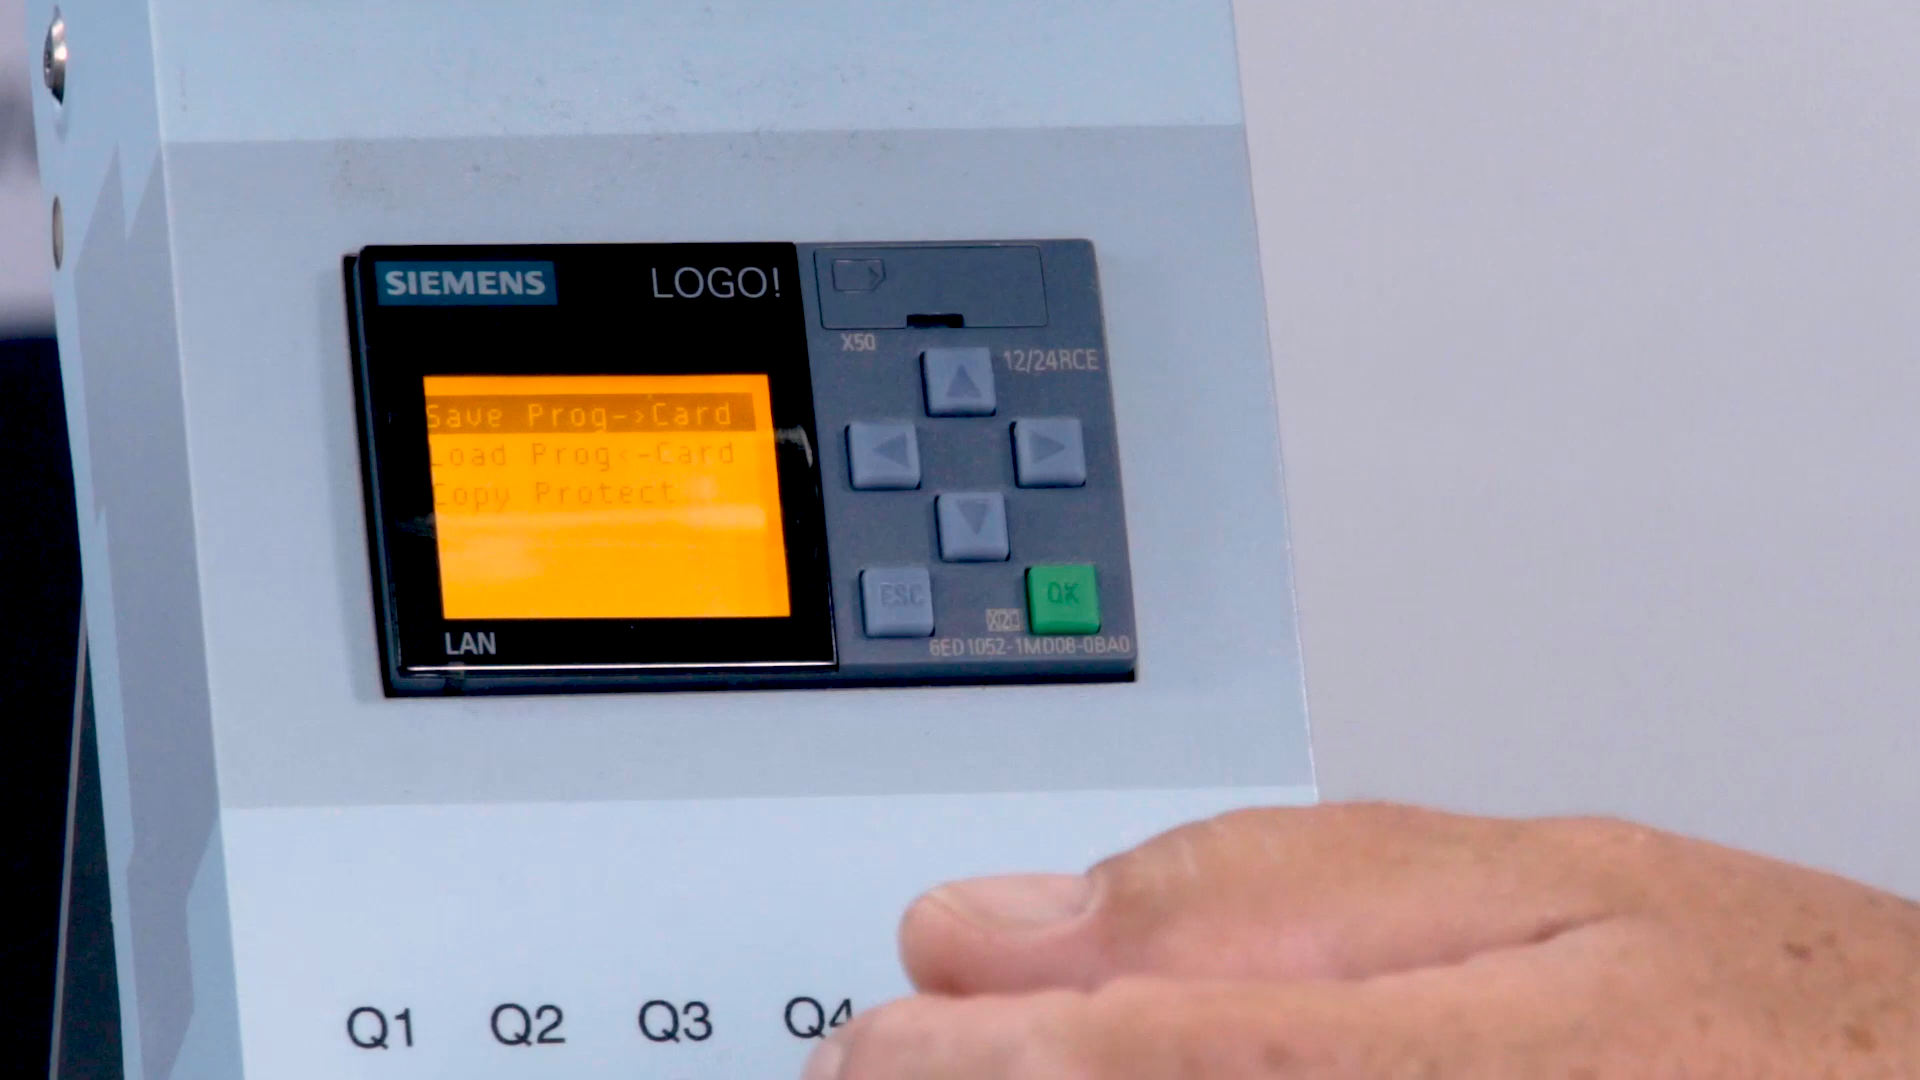 SIEMENS LOGO!
X50
12/24RCE
Save Prog->Card
Load Prog<-Card
Copy Protect
ESC OK
X2
LAN
6ED1052-1MD08-0BA0
Q1 Q2 Q3 Q4